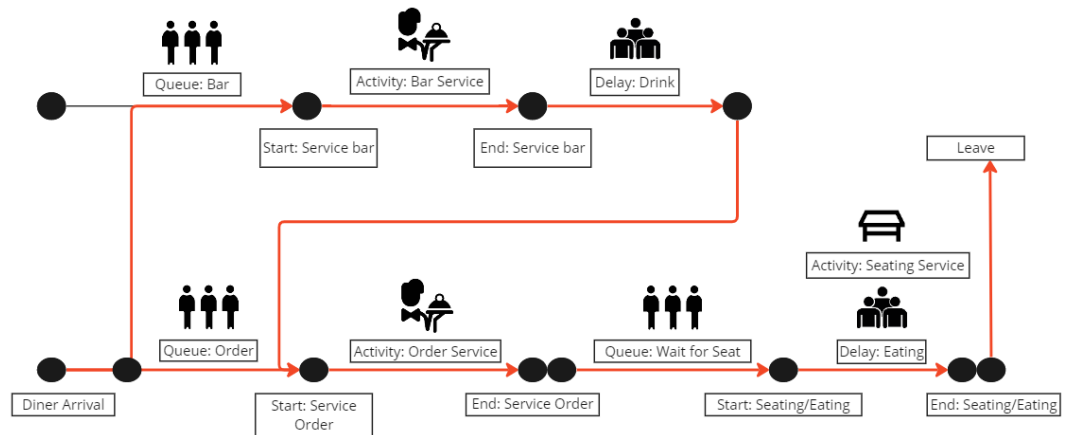 Queue: Bar
Activity: Bar Service
Delay: Drink
Start: Service bar
End: Service bar
Leave
Activity: Seating Service
Queue: Order
Activity: Order Service
Queue: Wait for Seat
Delay: Eating
Diner Arrival
Start: Service
Order
End: Service Order
Start: Seating/Eating
End: Seating/Eating